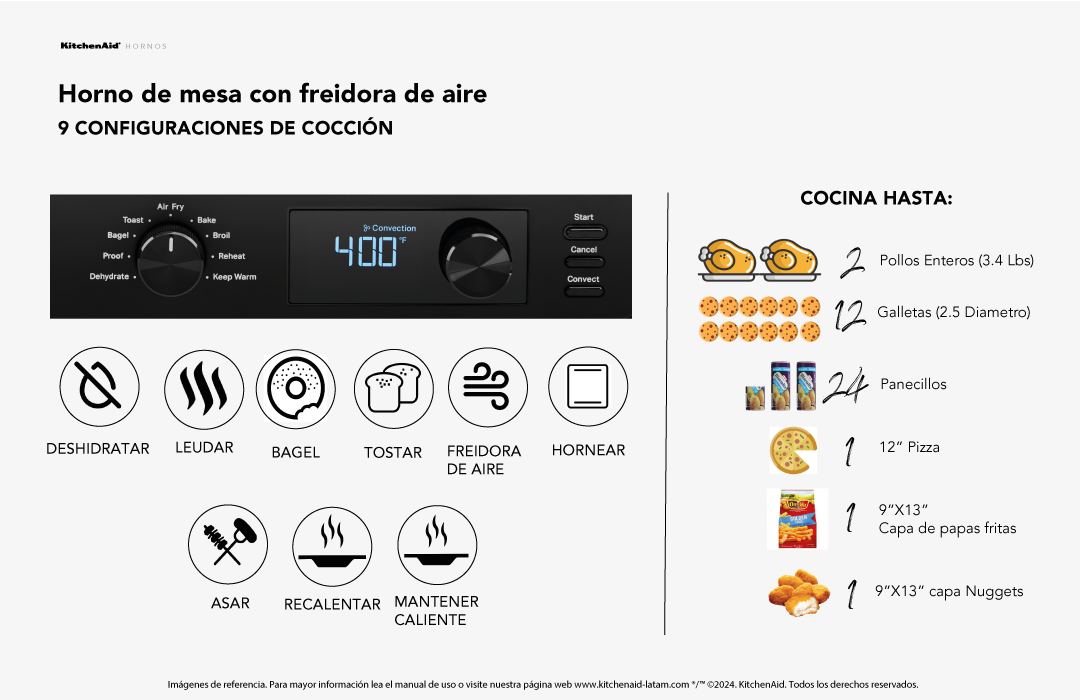 KitchenAid® HORNOS
Horno de mesa con freidora de aire
9 CONFIGURACIONES DE COCCIÓN
Air Fry
Toast
Bake
Bagel
Broil
Proof
Reheat
Dehydrate
Keep Warm
Convection
400°F
Start
Cancel
Convect
DESHIDRATAR
LEUDAR
BAGEL
TOSTAR
FREIDORA
DE AIRE
HORNEAR
ASAR
RECALENTAR
MANTENER
CALIENTE
COCINA HASTA:
2 Pollos Enteros (3.4 Lbs)
12 Galletas (2.5 Diametro)
24 Panecillos
1 12” Pizza
1 9”X13”
Capa de papas fritas
1 9”X13” capa Nuggets
Imágenes de referencia. Para mayor información lea el manual de uso o visite nuestra página web www.kitchenaid-latam.com ®/™ ©2024. KitchenAid. Todos los derechos reservados.